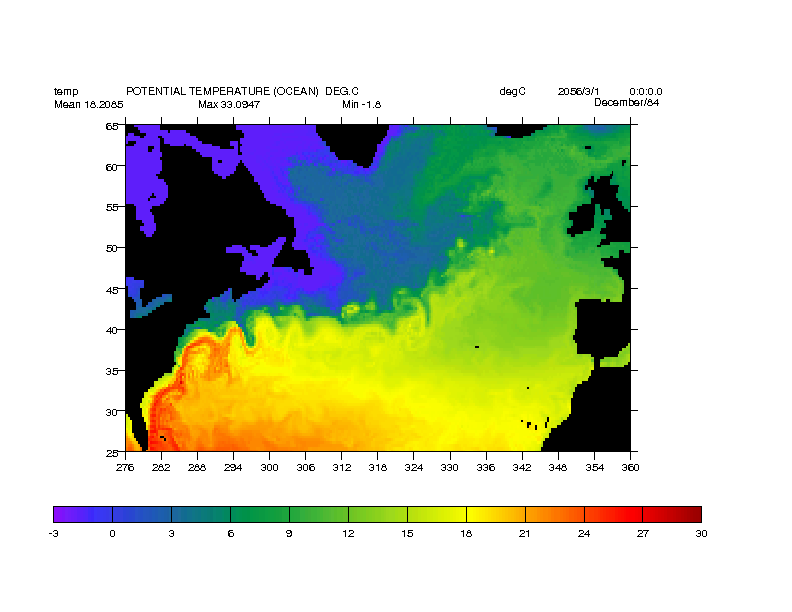 temp POTENTIAL TEMPERATURE (OCEAN) DEG.C degC 2056/3/1 0:0:0.0
Mean 18.2085 Max 33.0947 Min -1.8 December/84
65
60
55
50
45
40
35
30
25
276 282 288 294 300 306 312 318 324 330 336 342 348 354 360
-3 0 3 6 9 12 15 18 21 24 27 30